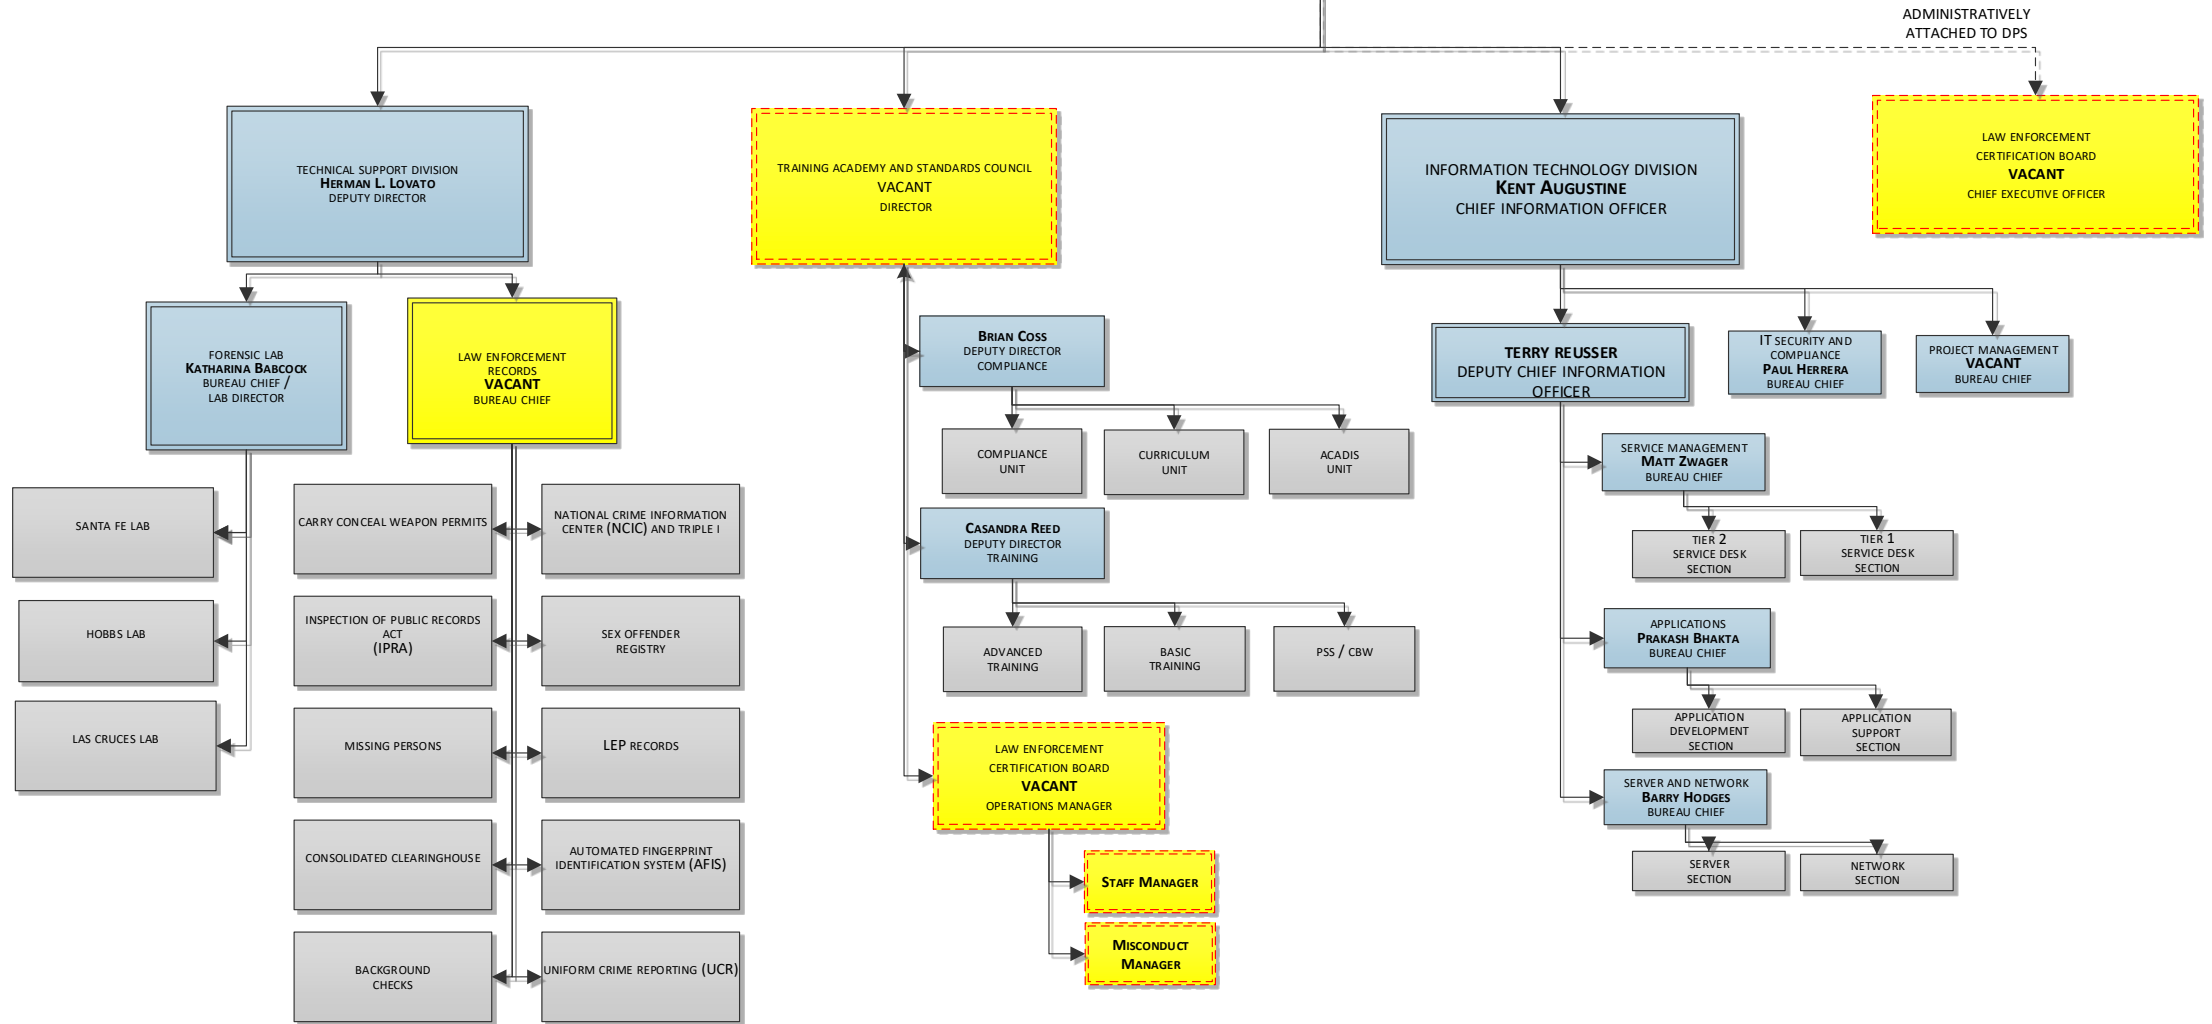 ADMINISTRATIVELY
ATTACHED TO DPS
TECHNICAL SUPPORT DIVISION
HERMAN L. LOVATO
DEPUTY DIRECTOR
TRAINING ACADEMY AND STANDARDS COUNCIL
VACANT
DIRECTOR
INFORMATION TECHNOLOGY DIVISION
KENT AUGUSTINE
CHIEF INFORMATION OFFICER
LAW ENFORCEMENT
CERTIFICATION BOARD
VACANT
CHIEF EXECUTIVE OFFICER
FORENSIC LAB
KATHARINA BABCOCK
BUREAU CHIEF /
LAB DIRECTOR
LAW ENFORCEMENT
RECORDS
VACANT
BUREAU CHIEF
SANTA FE LAB
HOBBS LAB
LAS CRUCES LAB
CARRY CONCEAL WEAPON PERMITS
NATIONAL CRIME INFORMATION
CENTER (NCIC) AND TRIPLE I
INSPECTION OF PUBLIC RECORDS
ACT
(IPRA)
SEX OFFENDER
REGISTRY
MISSING PERSONS
LEP RECORDS
CONSOLIDATED CLEARINGHOUSE
AUTOMATED FINGERPRINT
IDENTIFICATION SYSTEM (AFIS)
BACKGROUND
CHECKS
UNIFORM CRIME REPORTING (UCR)
BRIAN COSS
DEPUTY DIRECTOR
COMPLIANCE
COMPLIANCE
UNIT
CURRICULUM
UNIT
ACADIS
UNIT
CASANDRA REED
DEPUTY DIRECTOR
TRAINING
ADVANCED
TRAINING
BASIC
TRAINING
PSS / CBW
LAW ENFORCEMENT
CERTIFICATION BOARD
VACANT
OPERATIONS MANAGER
STAFF MANAGER
MISCONDUCT
MANAGER
TERRY REUSSER
DEPUTY CHIEF INFORMATION
OFFICER
IT SECURITY AND
COMPLIANCE
PAUL HERRERA
BUREAU CHIEF
PROJECT MANAGEMENT
VACANT
BUREAU CHIEF
SERVICE MANAGEMENT
MATT ZWAGER
BUREAU CHIEF
TIER 2
SERVICE DESK
SECTION
TIER 1
SERVICE DESK
SECTION
APPLICATIONS
PRAKASH BHAKTA
BUREAU CHIEF
APPLICATION
DEVELOPMENT
SECTION
APPLICATION
SUPPORT
SECTION
SERVER AND NETWORK
BARRY HODGES
BUREAU CHIEF
SERVER
SECTION
NETWORK
SECTION